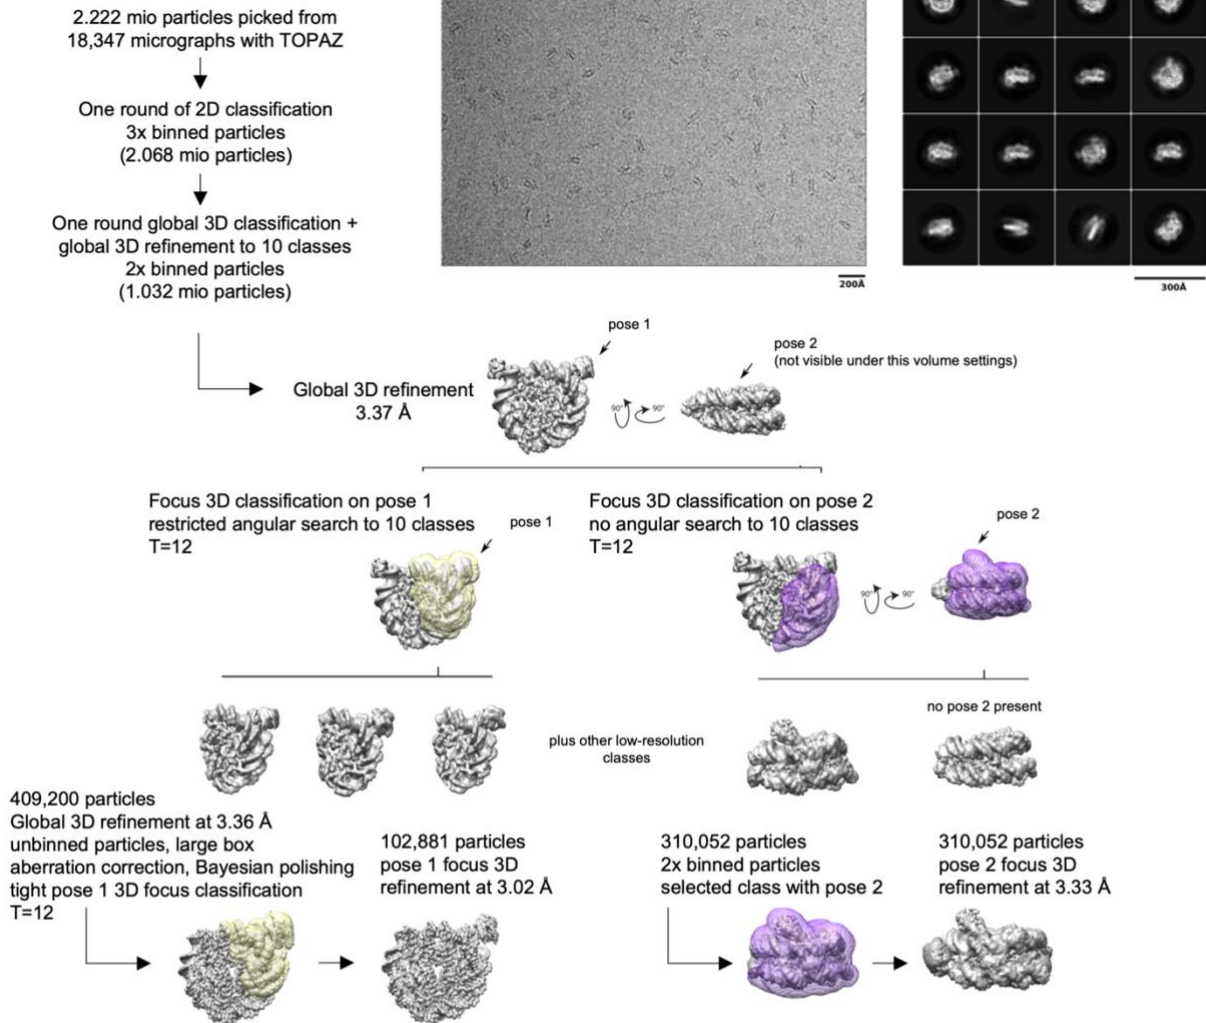 2.222 mio particles picked from
18,347 micrographs with TOPAZ
One round of 2D classification
3x binned particles
(2.068 mio particles)
One round global 3D classification +
global 3D refinement to 10 classes
2x binned particles
(1.032 mio particles)
200Å
300Å
Global 3D refinement
3.37 Å
pose 1
90°
90°
pose 2
(not visible under this volume settings)
Focus 3D classification on pose 1
restricted angular search to 10 classes
T=12
pose 1
Focus 3D classification on pose 2
no angular search to 10 classes
T=12
90°
90°
pose 2
plus other low-resolution
classes
no pose 2 present
409,200 particles
Global 3D refinement at 3.36 Å
unbinned particles, large box
aberration correction, Bayesian polishing
tight pose 1 3D focus classification
T=12
102,881 particles
pose 1 focus 3D
refinement at 3.02 Å
310,052 particles
2x binned particles
selected class with pose 2
310,052 particles
pose 2 focus 3D
refinement at 3.33 Å